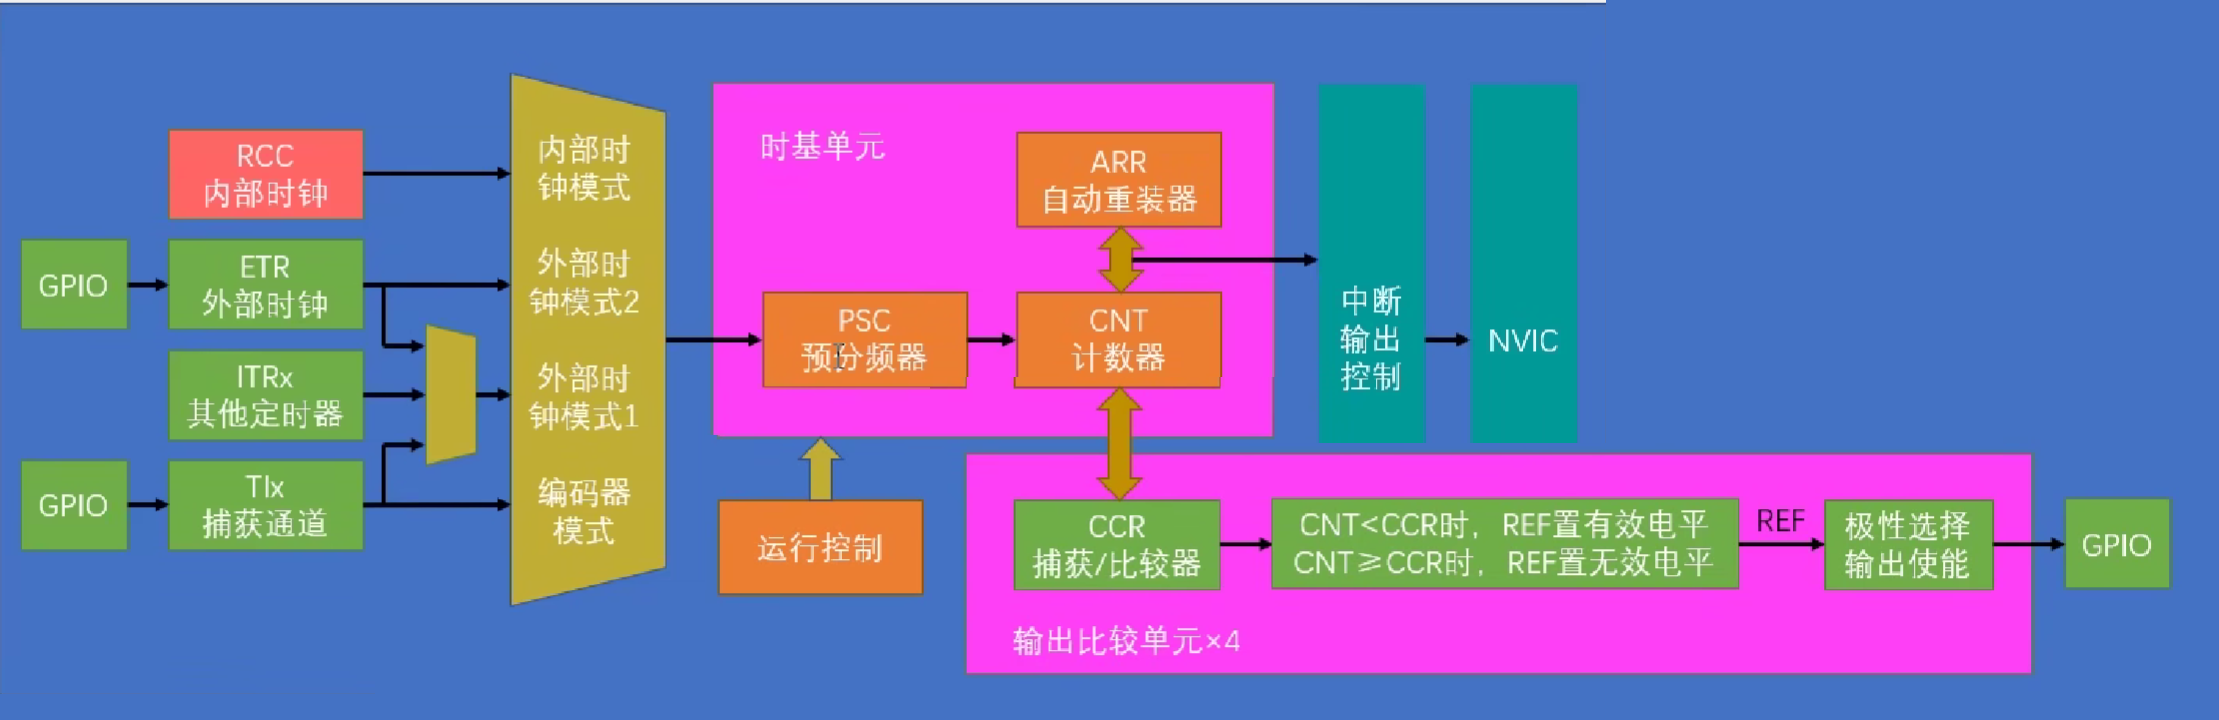 RCC
内部时钟
GPIO
ETR
外部时钟
ITRx
其他定时器
GPIO
TIx
捕获通道
内部时
钟模式
外部时
钟模式2
外部时
钟模式1
编码器
模式
时基单元
ARR
自动重装器
PSC
预分频器
CNT
计数器
运行控制
中断
输出
控制
NVIC
CCR
捕获/比较器
CNT<CCR时，REF置有效电平
CNT≥CCR时，REF置无效电平
REF
极性选择
输出使能
GPIO
输出比较单元×4